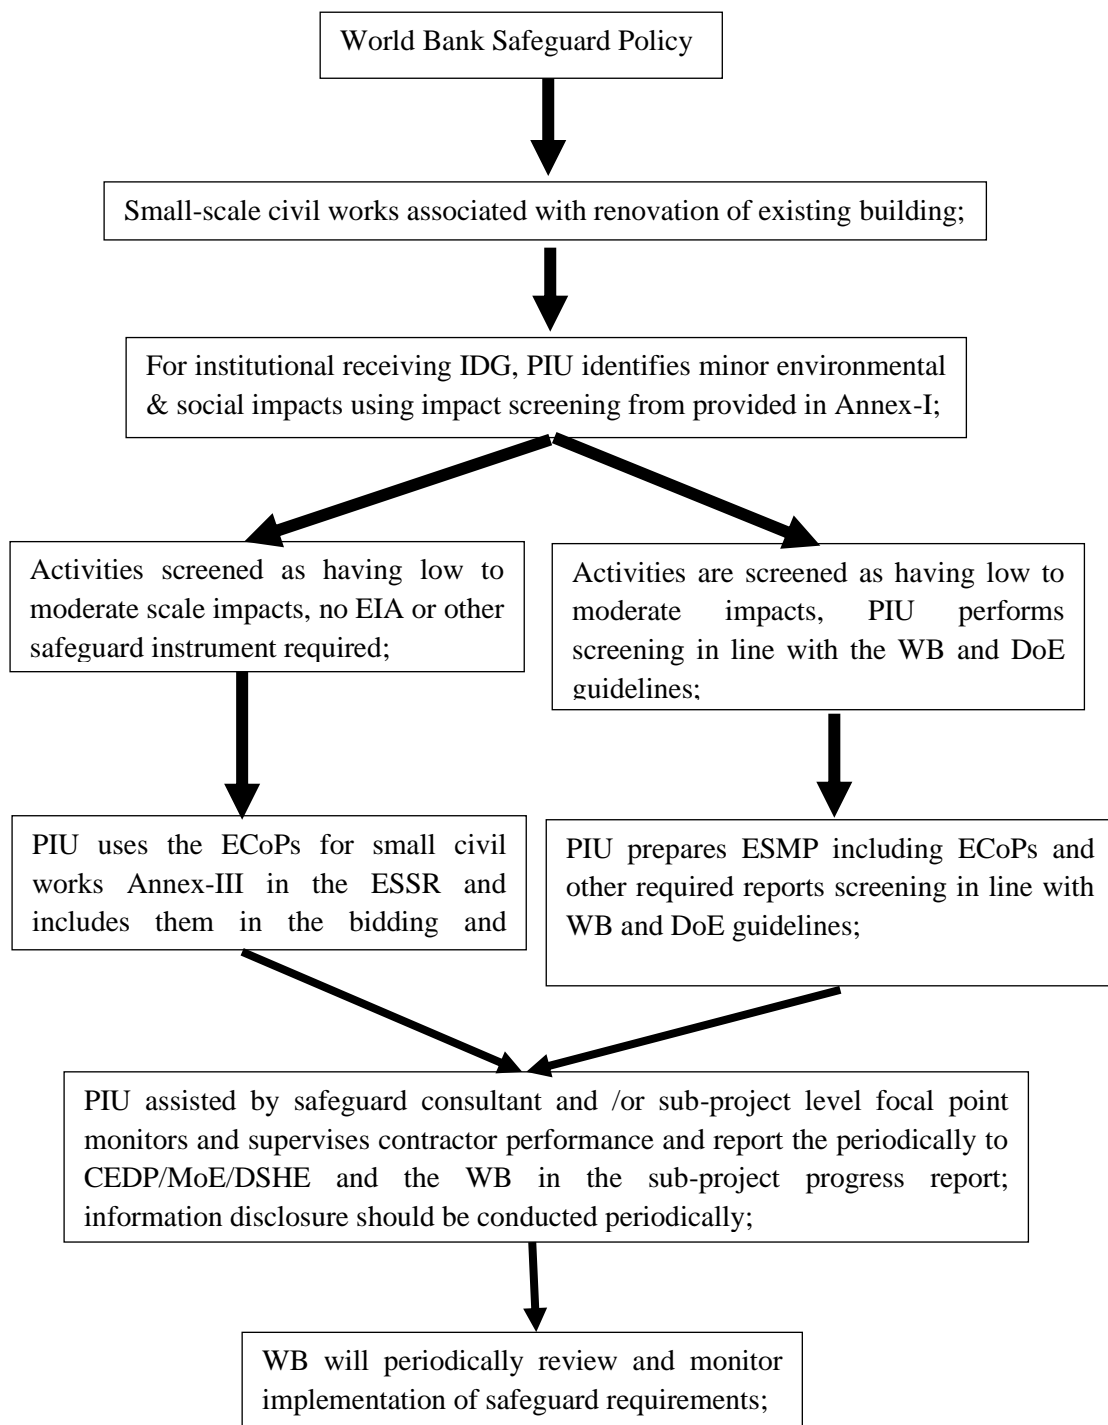 World Bank Safeguard Policy
Small-scale civil works associated with renovation of existing building;
For institutional receiving IDG, PIU identifies minor environmental
& social impacts using impact screening from provided in Annex-I;
Activities screened as having low to
moderate scale impacts, no EIA or other
safeguard instrument required;
Activities are screened as having low to
moderate impacts, PIU performs
screening in line with the WB and DoE
guidelines;
PIU uses the ECoPs for small civil
works Annex-III in the ESSR and
includes them in the bidding and
PIU prepares ESMP including ECoPs and
other required reports screening in line with
WB and DoE guidelines;
PIU assisted by safeguard consultant and /or sub-project level focal point
monitors and supervises contractor performance and report the periodically to
CEDP/MoE/DSHE and the WB in the sub-project progress report;
information disclosure should be conducted periodically;
WB will periodically review and monitor
implementation of safeguard requirements;